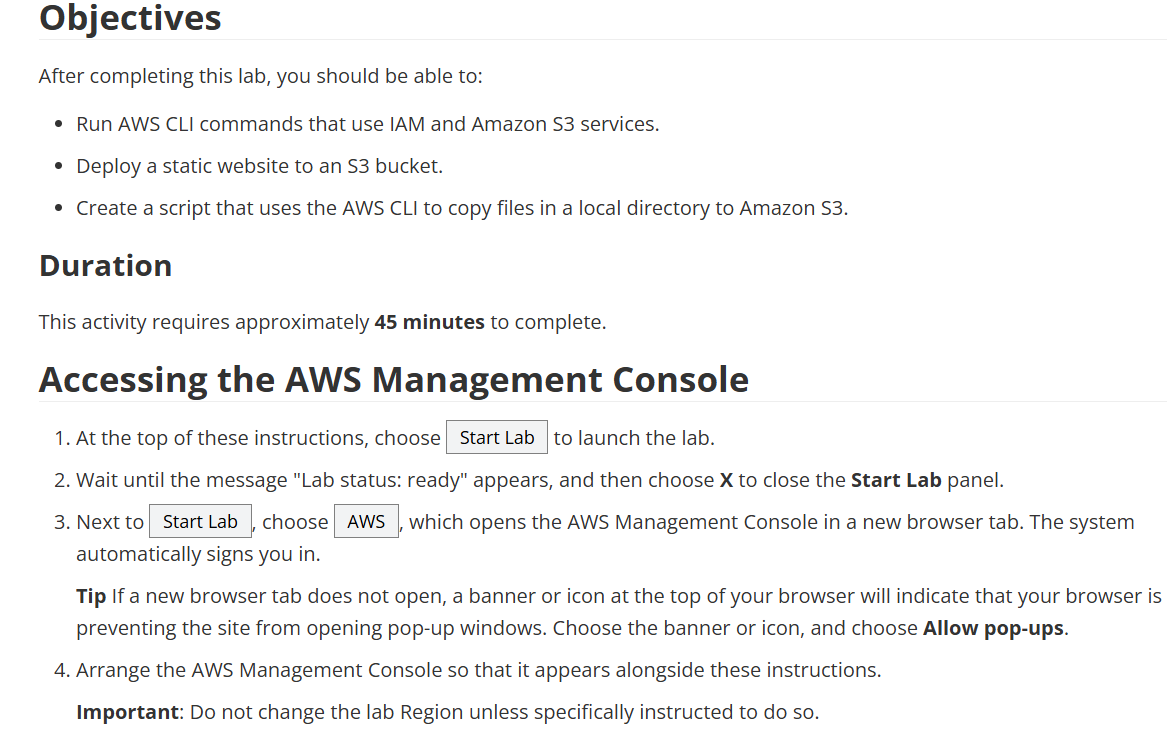 Objectives
After completing this lab, you should be able to:
• Run AWS CLI commands that use IAM and Amazon S3 services.
• Deploy a static website to an S3 bucket.
• Create a script that uses the AWS CLI to copy files in a local directory to Amazon S3.
Duration
This activity requires approximately 45 minutes to complete.
Accessing the AWS Management Console
1. At the top of these instructions, choose Start Lab to launch the lab.
2. Wait until the message "Lab status: ready" appears, and then choose X to close the Start Lab panel.
3. Next to Start Lab, choose AWS, which opens the AWS Management Console in a new browser tab. The system
automatically signs you in.
Tip If a new browser tab does not open, a banner or icon at the top of your browser will indicate that your browser is
preventing the site from opening pop-up windows. Choose the banner or icon, and choose Allow pop-ups.
4. Arrange the AWS Management Console so that it appears alongside these instructions.
Important: Do not change the lab Region unless specifically instructed to do so.